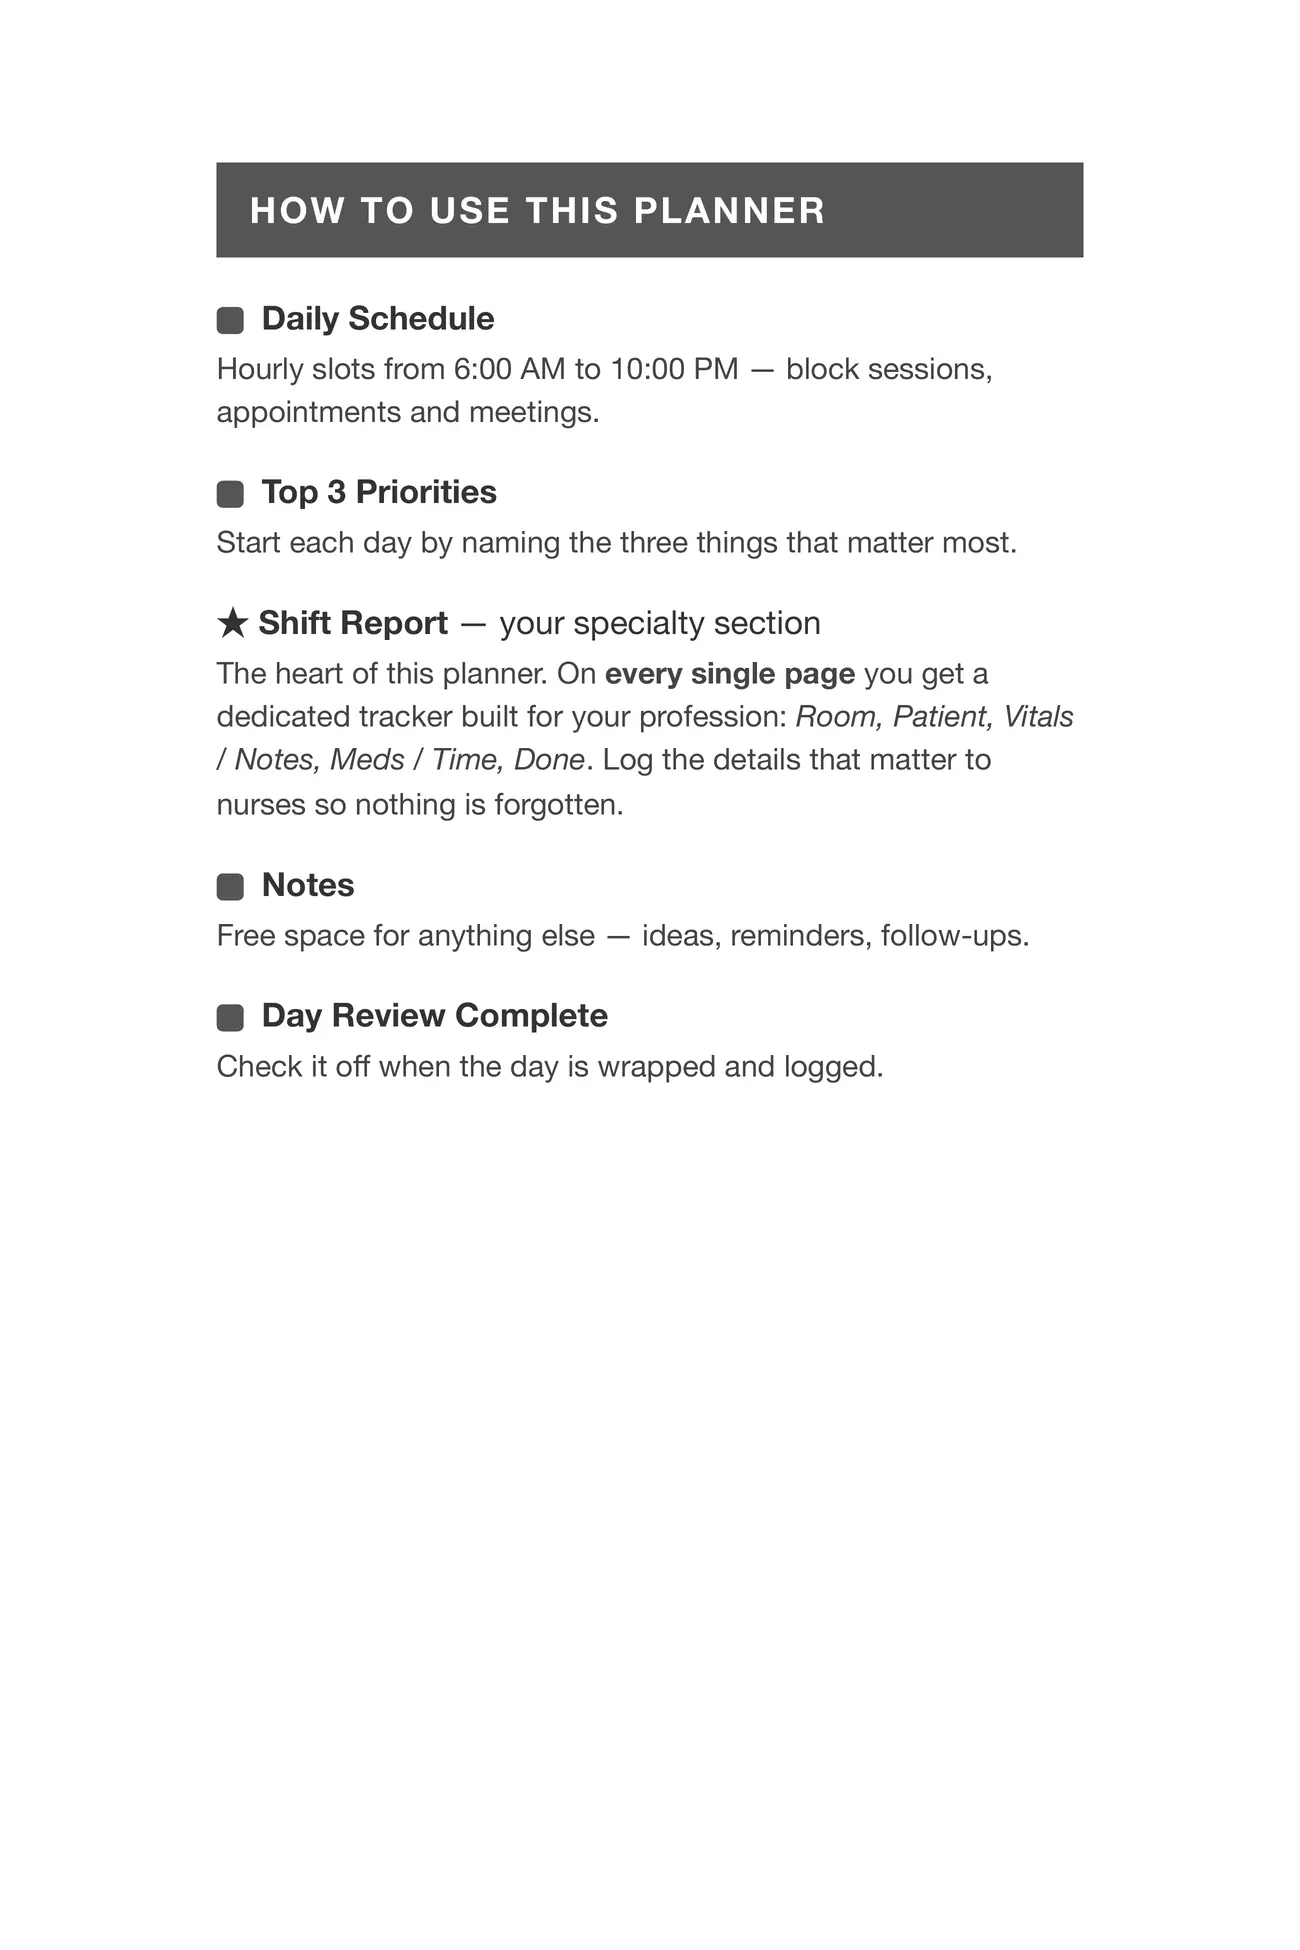 HOW TO USE THIS PLANNER
Daily Schedule
Hourly slots from 6:00 AM to 10:00 PM — block sessions,
appointments and meetings.
Top 3 Priorities
Start each day by naming the three things that matter most.
★ Shift Report — your specialty section
The heart of this planner. On every single page you get a
dedicated tracker built for your profession: Room, Patient, Vitals
/ Notes, Meds / Time, Done. Log the details that matter to
nurses so nothing is forgotten.
Notes
Free space for anything else — ideas, reminders, follow-ups.
Day Review Complete
Check it off when the day is wrapped and logged.